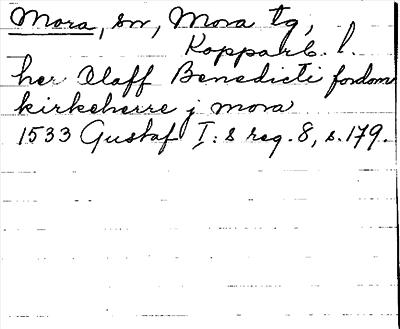 Mora, sn, Mora tg,
Kopparb. l.
her Olaff Benedicti fordom
kirkeherre j mora
1533 Gustaf I:s reg. 8, s. 179.